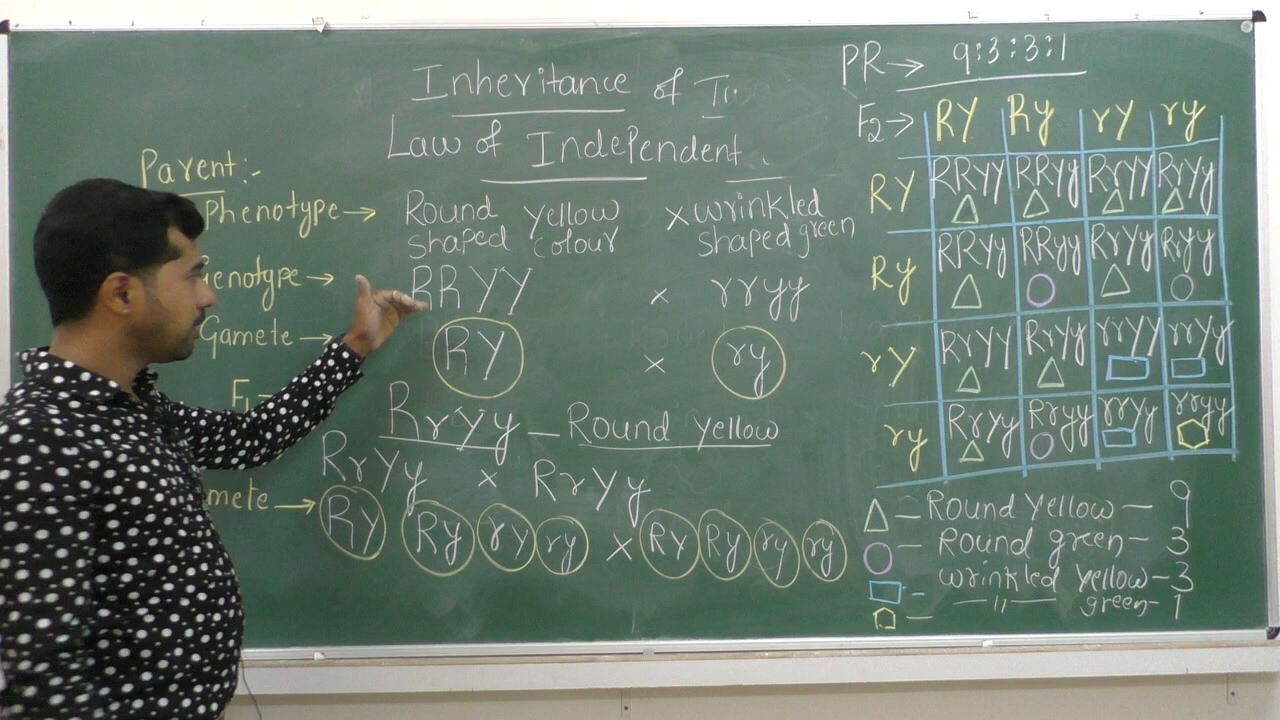 Inheritance of
Law of Independent
Parent:-
Phenotype→ Round shaped Yellow colour × wrinkled shaped green
Genotype→ RRYY × rryy
Gamete→ RY × ry
F1
RrYy — Round yellow
RrYy × RrYy
mete→ RY Ry rY ry × RY Ry rY ry
PR→ 9:3:3:1
F2→ RY Ry rY ry
RY RRYY RRYy RrYY RrYy
Ry RRYy RRyy RrYy Rryy
rY RrYY RrYy rrYY rrYy
ry RrYy Rryy rrYy rryy
△— Round yellow — 9
○— Round green— 3
▭— wrinkled yellow—3
⬠— —〃— green—1